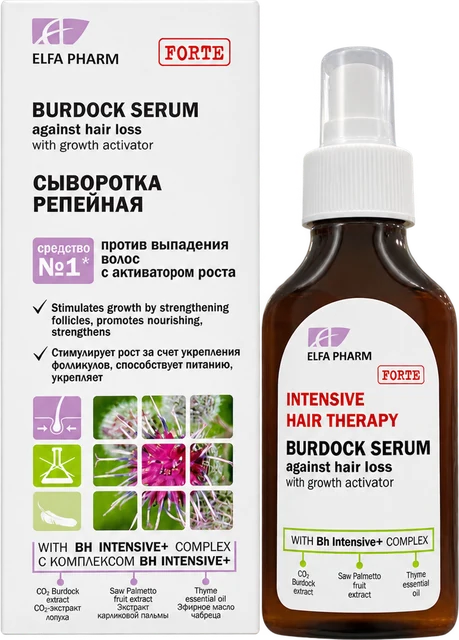 ELFA PHARM
FORTE
BURDOCK SERUM
against hair loss
with growth activator
СЫВОРОТКА
РЕПЕЙНАЯ
средство
№1*
против выпадения
волос
с активатором роста
Stimulates growth by strengthening
follicles, promotes nourishing,
strengthens
Стимулирует рост за счет укрепления
фолликулов, способствует питанию,
укрепляет
WITH BH INTENSIVE+ COMPLEX
С КОМПЛЕКСОМ BH INTENSIVE+
CO₂ Burdock
extract
CO₂-экстракт
лопуха
Saw Palmetto
fruit extract
Экстракт
карликовой пальмы
Thyme
essential oil
Эфирное масло
чабреца
ELFA PHARM
FORTE
INTENSIVE
HAIR THERAPY
BURDOCK SERUM
against hair loss
with growth activator
WITH Bh Intensive+ COMPLEX
CO₂
Burdock
extract
Saw Palmetto
fruit
extract
Thyme
essential
oil